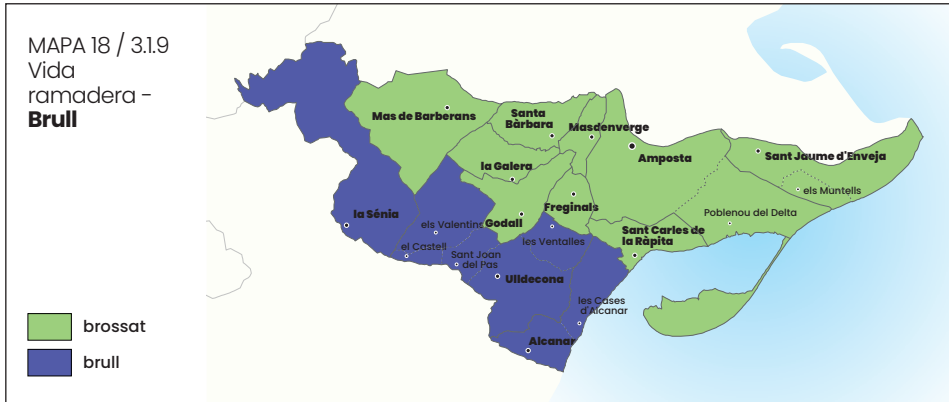 MAPA 18 / 3.1.9
Vida
ramadera -
Brull
Mas de Barberans
Santa
Bàrbara
Masdenverge
Amposta
Sant Jaume d'Enveja
la Galera
els Muntells
la Sénia
els Valentins
Godall
Freginals
Poblenou del Delta
Sant Carles de
la Ràpita
el Castell
Sant Joan
del Pas
les Ventalles
Ulldecona
les Cases
d'Alcanar
Alcanar
brossat
brull